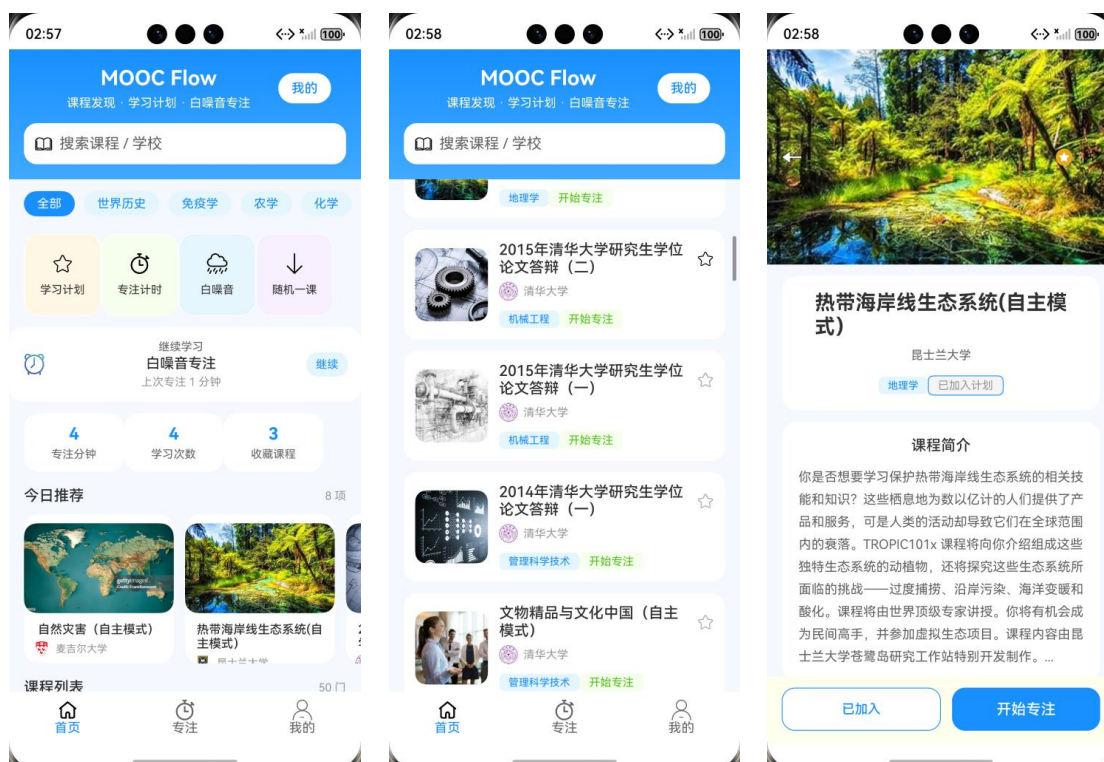 02:57
100
MOOC Flow
我的
课程发现 · 学习计划 · 白噪音专注
搜索课程 / 学校
全部
世界历史
免疫学
农学
化学
学习计划
专注计时
白噪音
随机一课
继续学习
白噪音专注
继续
上次专注 1 分钟
4
4
3
专注分钟
学习次数
收藏课程
今日推荐
8 项
gettyimages
自然灾害（自主模式）
麦吉尔大学
热带海岸线生态系统(自
主模式)
昆士兰大学
课程列表
50 门
首页
专注
我的
02:58
100
MOOC Flow
我的
课程发现 · 学习计划 · 白噪音专注
搜索课程 / 学校
地理学
开始专注
2015年清华大学研究生学位
论文答辩（二）
清华大学
机械工程
开始专注
2015年清华大学研究生学位
论文答辩（一）
清华大学
机械工程
开始专注
2014年清华大学研究生学位
论文答辩（一）
清华大学
管理科学技术
开始专注
文物精品与文化中国（自主
模式）
清华大学
管理科学技术
开始专注
首页
专注
我的
02:58
100
热带海岸线生态系统(自主模
式)
昆士兰大学
地理学
已加入计划
课程简介
你是否想要学习保护热带海岸线生态系统的相关技
能和知识？这些栖息地为数以亿计的人们提供了产
品和服务，可是人类的活动却导致它们在全球范围
内的衰落。TROPIC101x 课程将向你介绍组成这些
独特生态系统的动植物，还将探究这些生态系统所
面临的挑战——过度捕捞、沿岸污染、海洋变暖和
酸化。课程将由世界顶级专家讲授。你将有机会成
为民间高手，并参加虚拟生态项目。课程内容由昆
士兰大学苍鹭岛研究工作站特别开发制作。...
已加入
开始专注